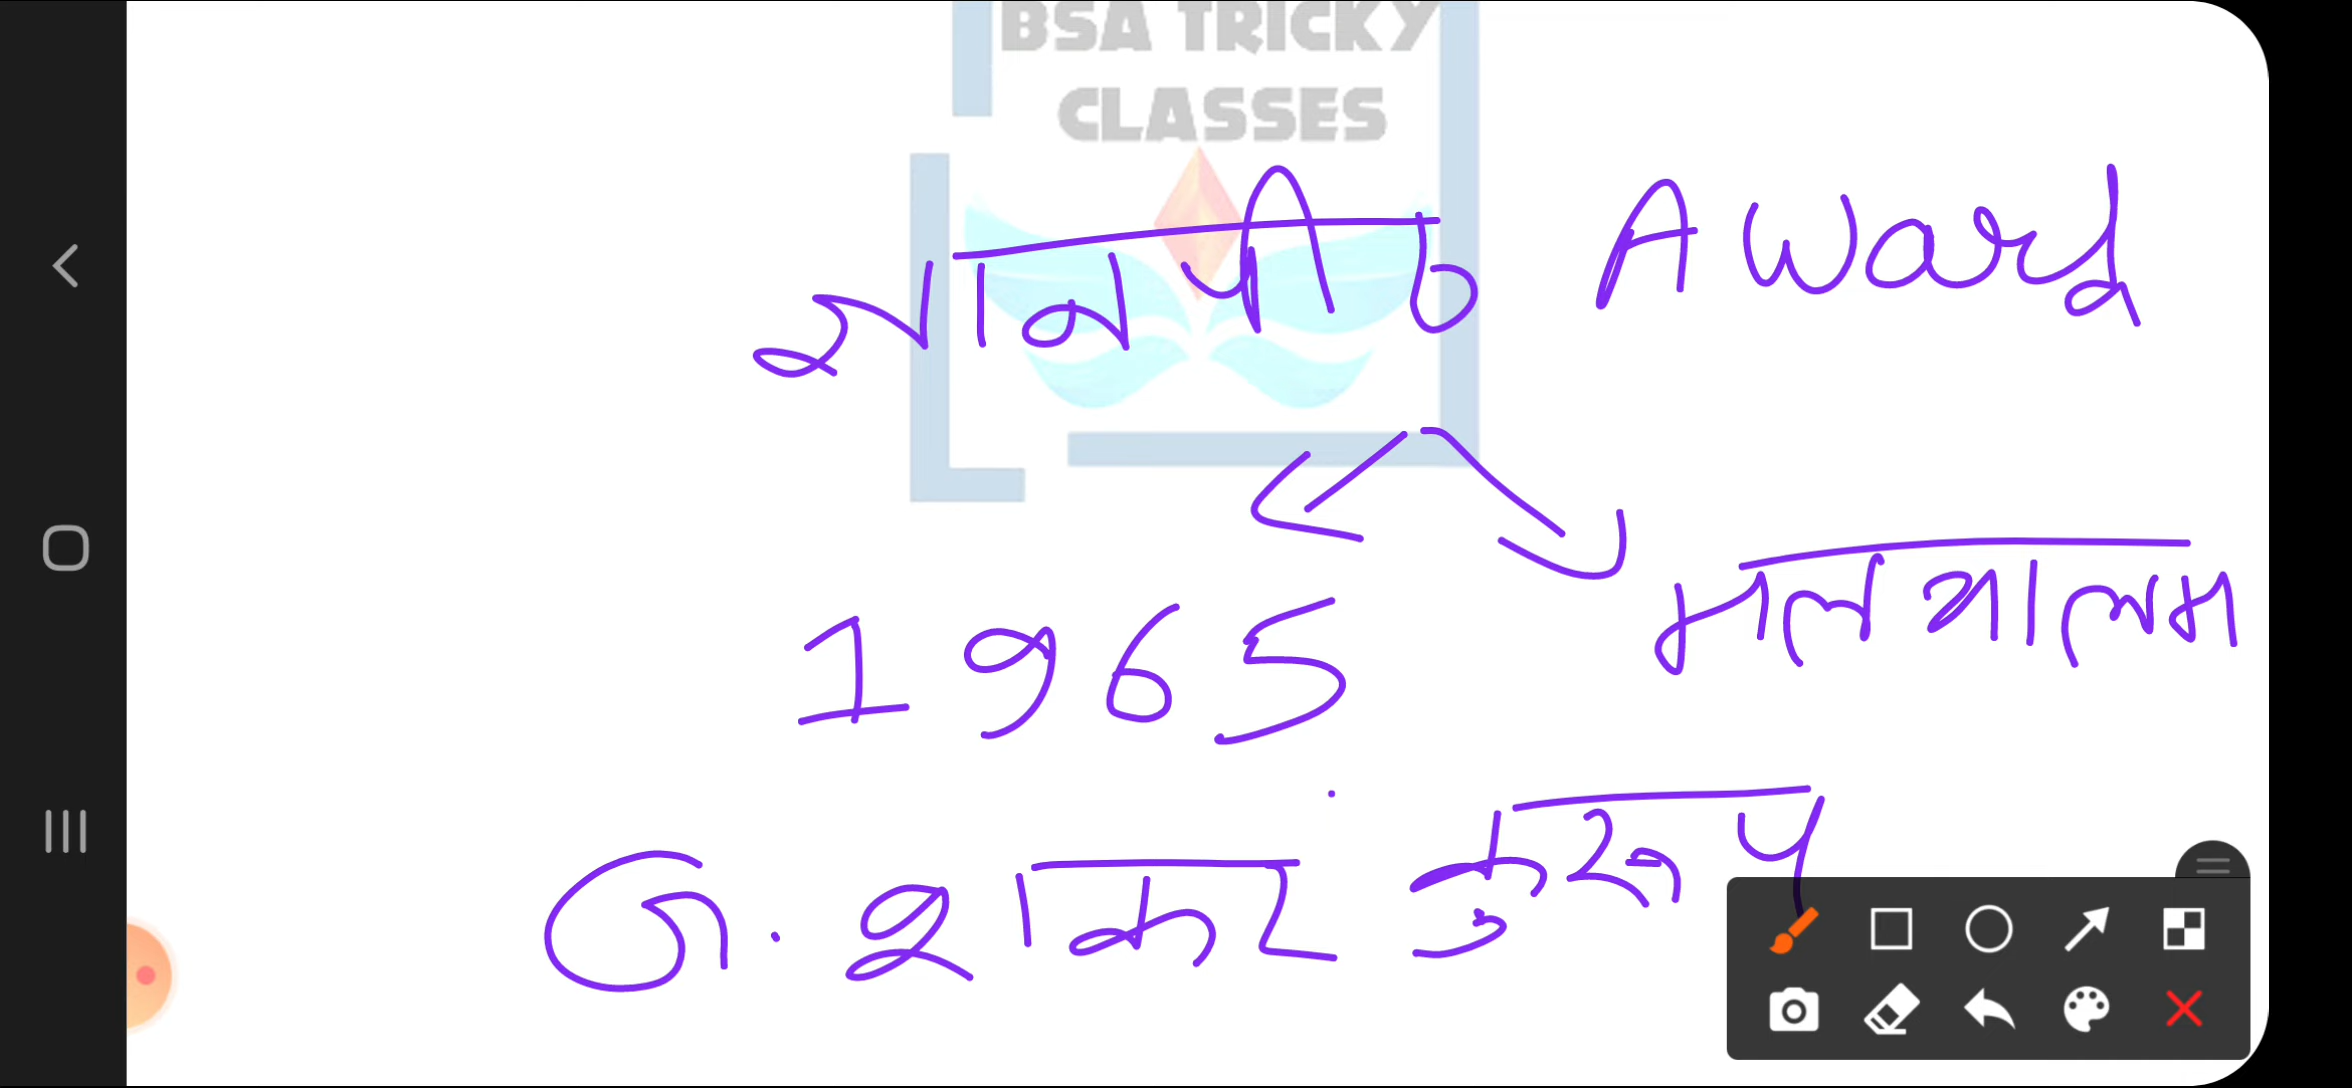 BSA TRICKY
CLASSES
ज्ञानपीठ Award
1965 मलयालम
जी. शंकर कुरुप